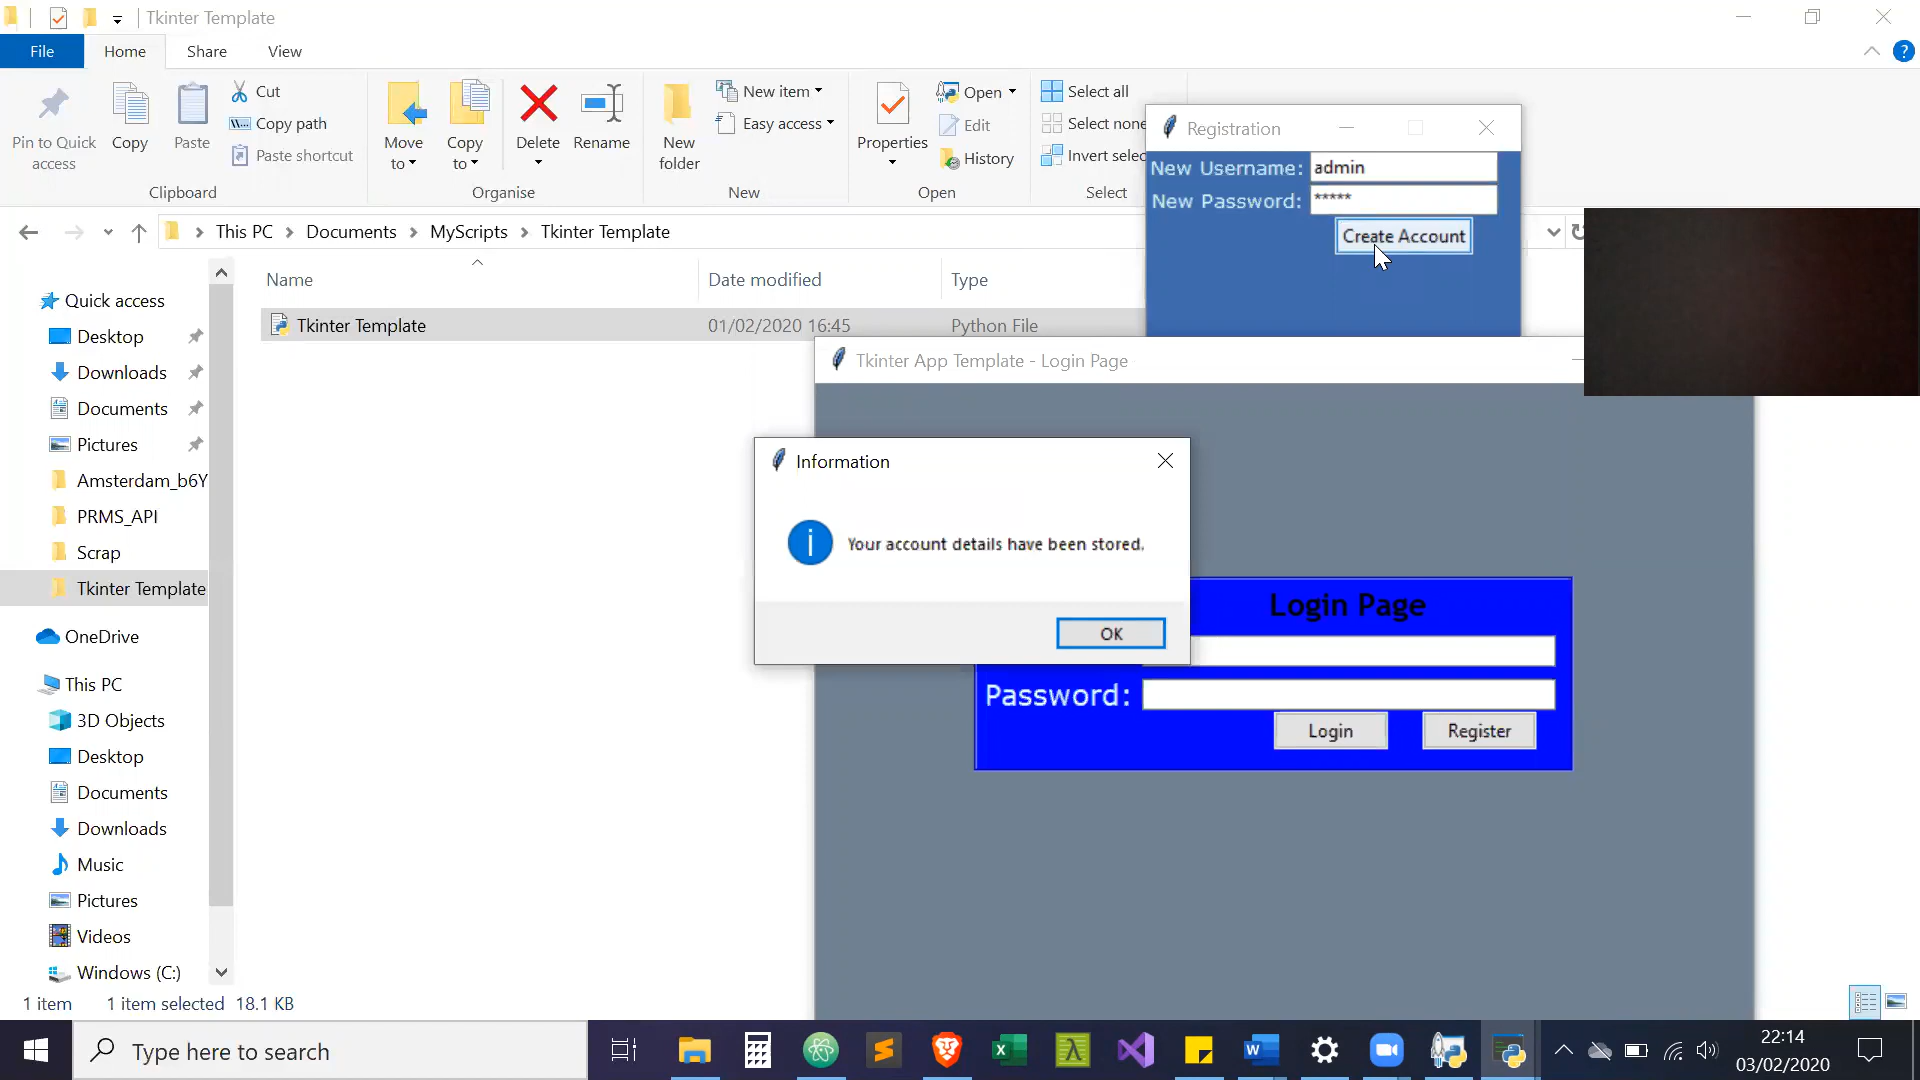 Tkinter Template
File
Home
Share
View
Pin to Quick access
Copy
Paste
Cut
Copy path
Paste shortcut
Clipboard
Move to
Copy to
Delete
Rename
Organise
New folder
New item
Easy access
New
Properties
Open
Edit
History
Open
Select all
Select none
Invert selec
Select
Registration
New Username: admin
New Password: *****
Create Account
This PC > Documents > MyScripts > Tkinter Template
Name
Date modified
Type
Tkinter Template
01/02/2020 16:45
Python File
Quick access
Desktop
Downloads
Documents
Pictures
Amsterdam_b6Y
PRMS_API
Scrap
Tkinter Template
OneDrive
This PC
3D Objects
Desktop
Documents
Downloads
Music
Pictures
Videos
Windows (C:)
Tkinter App Template - Login Page
Information
Your account details have been stored.
OK
Login Page
Password:
Login
Register
1 item
1 item selected 18.1 KB
Type here to search
22:14
03/02/2020